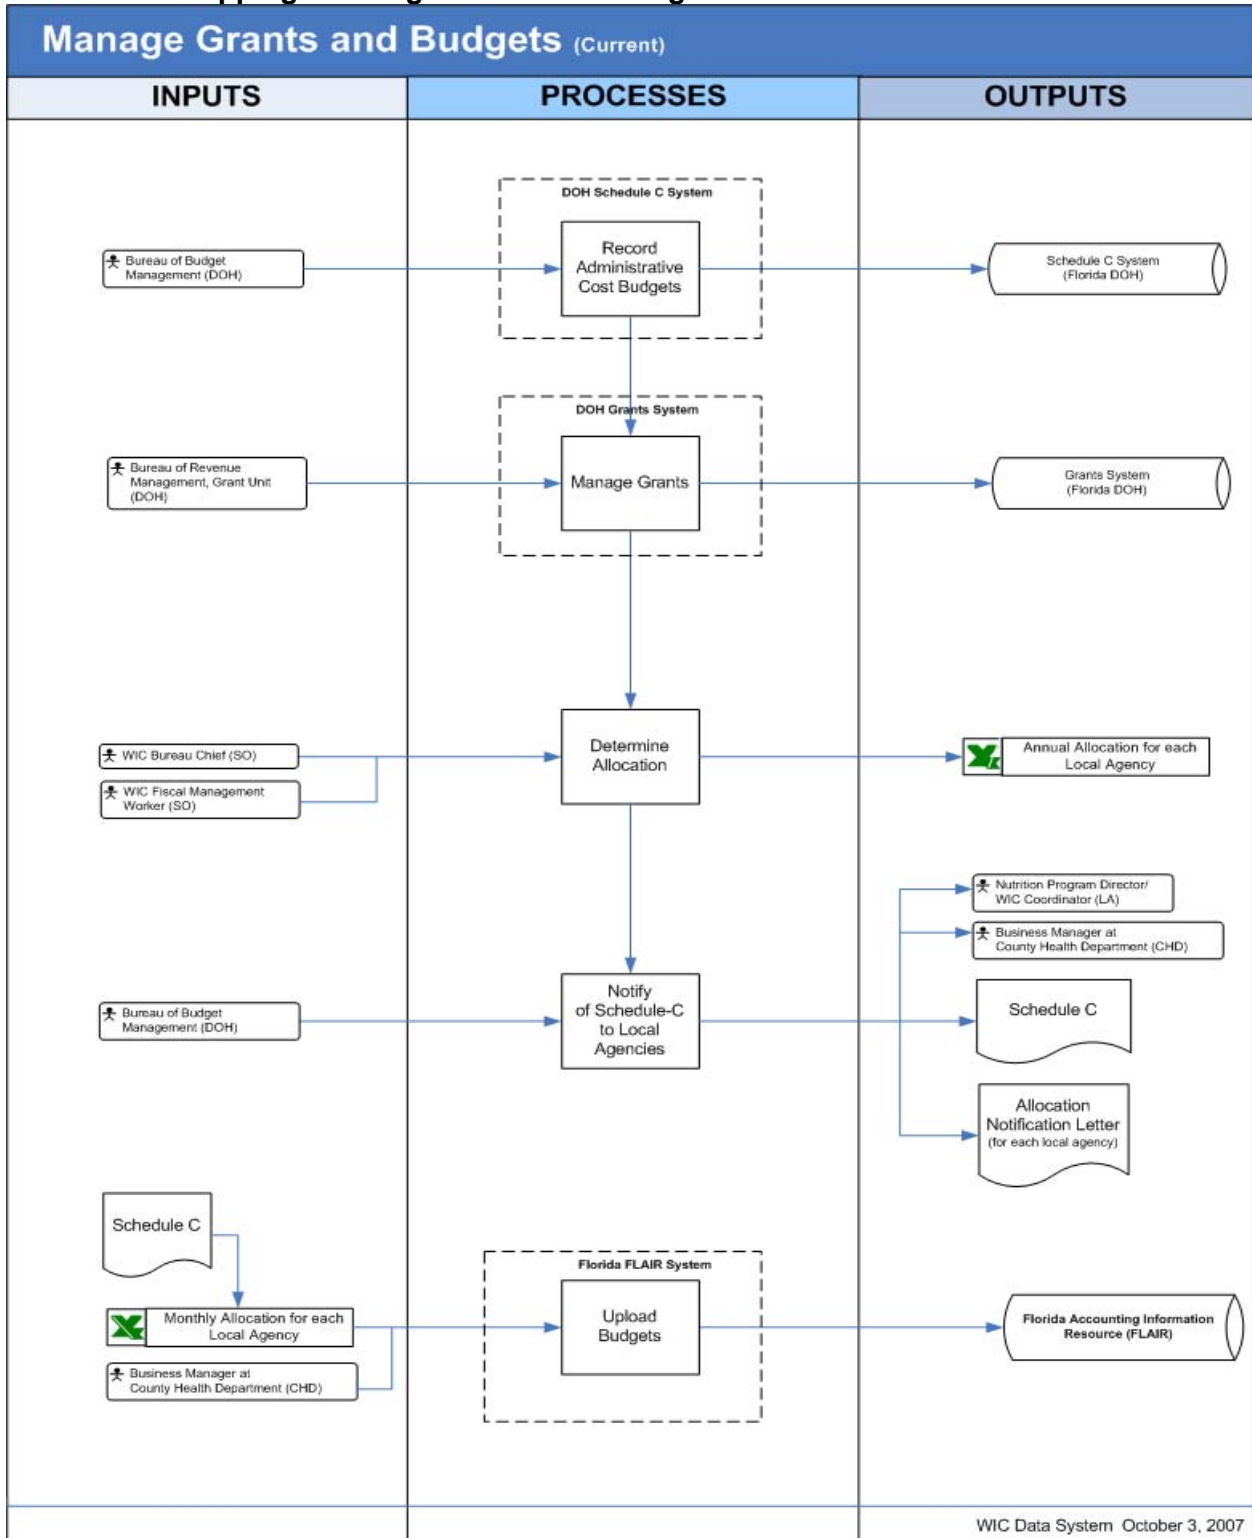 Manage Grants and Budgets (Current)
INPUTS
PROCESSES
OUTPUTS
DOH Schedule C System
Bureau of Budget
Management (DOH)
Record
Administrative
Cost Budgets
Schedule C System
(Florida DOH)
DOH Grants System
Bureau of Revenue
Management, Grant Unit
(DOH)
Manage Grants
Grants System
(Florida DOH)
WIC Bureau Chief (SO)
WIC Fiscal Management
Worker (SO)
Determine
Allocation
Annual Allocation for each
Local Agency
Nutrition Program Director/
WIC Coordinator (LA)
Business Manager at
County Health Department (CHD)
Bureau of Budget
Management (DOH)
Notify
of Schedule-C
to Local
Agencies
Schedule C
Allocation
Notification Letter
(for each local agency)
Schedule C
Monthly Allocation for each
Local Agency
Business Manager at
County Health Department (CHD)
Florida FLAIR System
Upload
Budgets
Florida Accounting Information
Resource (FLAIR)
WIC Data System October 3, 2007